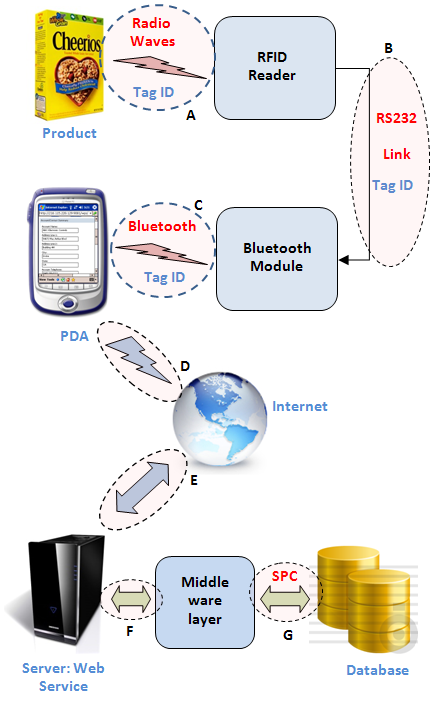 Cheerios
Radio
Waves
Tag ID
A
Product
RFID
Reader
B
RS232
Link
Tag ID
C
Bluetooth
Tag ID
Bluetooth
Module
PDA
D
Internet
E
Server: Web
Service
F
Middle
ware
layer
SPC
G
Database